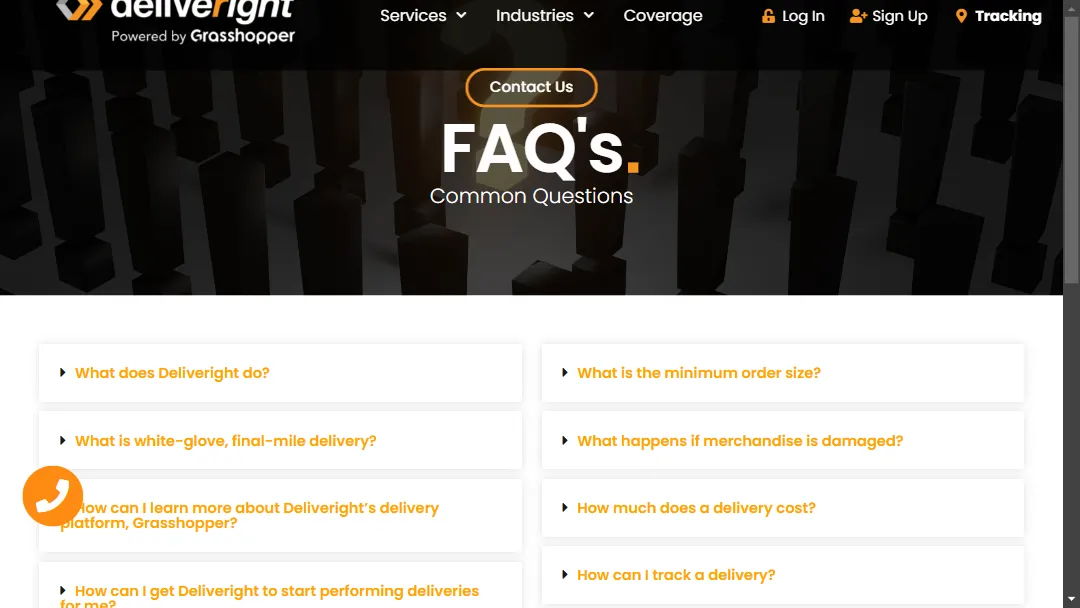 deliveright
Powered by Grasshopper
Services
Industries
Coverage
Log In
Sign Up
Tracking
Contact Us
FAQ's.
Common Questions
What does Deliveright do?
What is white-glove, final-mile delivery?
How can I learn more about Deliveright’s delivery
platform, Grasshopper?
How can I get Deliveright to start performing deliveries
for me?
What is the minimum order size?
What happens if merchandise is damaged?
How much does a delivery cost?
How can I track a delivery?